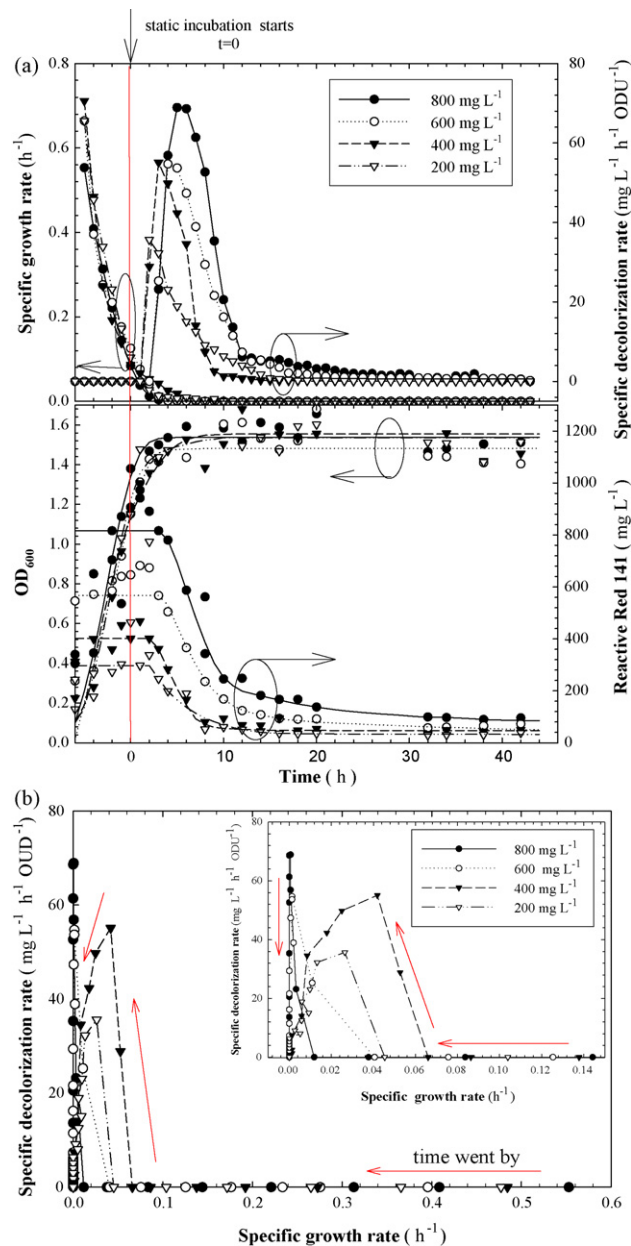 static incubation starts
t=0
(a)
0.8
0.6
0.4
0.2
0.0
Specific growth rate (h⁻¹)
80
60
40
20
0
Specific decolorization rate (mg L⁻¹ h⁻¹ ODU⁻¹)
800 mg L⁻¹
600 mg L⁻¹
400 mg L⁻¹
200 mg L⁻¹
1.6
1.4
1.2
1.0
0.8
0.6
0.4
0.2
0.0
OD₆₀₀
1200
1000
800
600
400
200
0
Reactive Red 141
0 10 20 30 40
Time ( h )
(b)
80
60
40
20
0
Specific decolorization rate ( mg L⁻¹ h⁻¹ OUD⁻¹)
80
60
40
20
0
Specific decolorization rate (mg L⁻¹ h⁻¹ ODU⁻¹)
800 mg L⁻¹
600 mg L⁻¹
400 mg L⁻¹
200 mg L⁻¹
0.00 0.02 0.04 0.06 0.08 0.10 0.12 0.14
Specific growth rate (h⁻¹)
time went by
0.0 0.1 0.2 0.3 0.4 0.5 0.6
Specific growth rate ( h⁻¹)